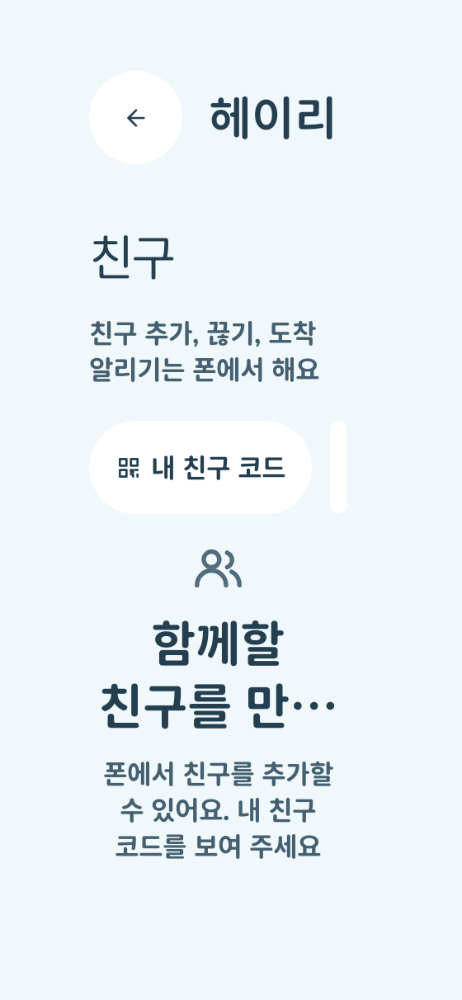 헤이리
친구
친구 추가, 끊기, 도착
알리기는 폰에서 해요
내 친구 코드
함께할
친구를 만…
폰에서 친구를 추가할
수 있어요. 내 친구
코드를 보여 주세요